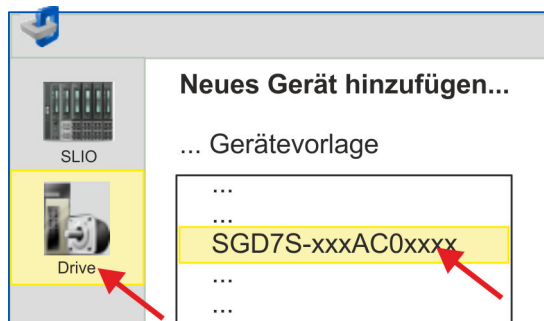 Neues Gerät hinzufügen...
SLIO
... Gerätevorlage
...
...
SGD7S-xxxAC0xxxx
Drive
...
...